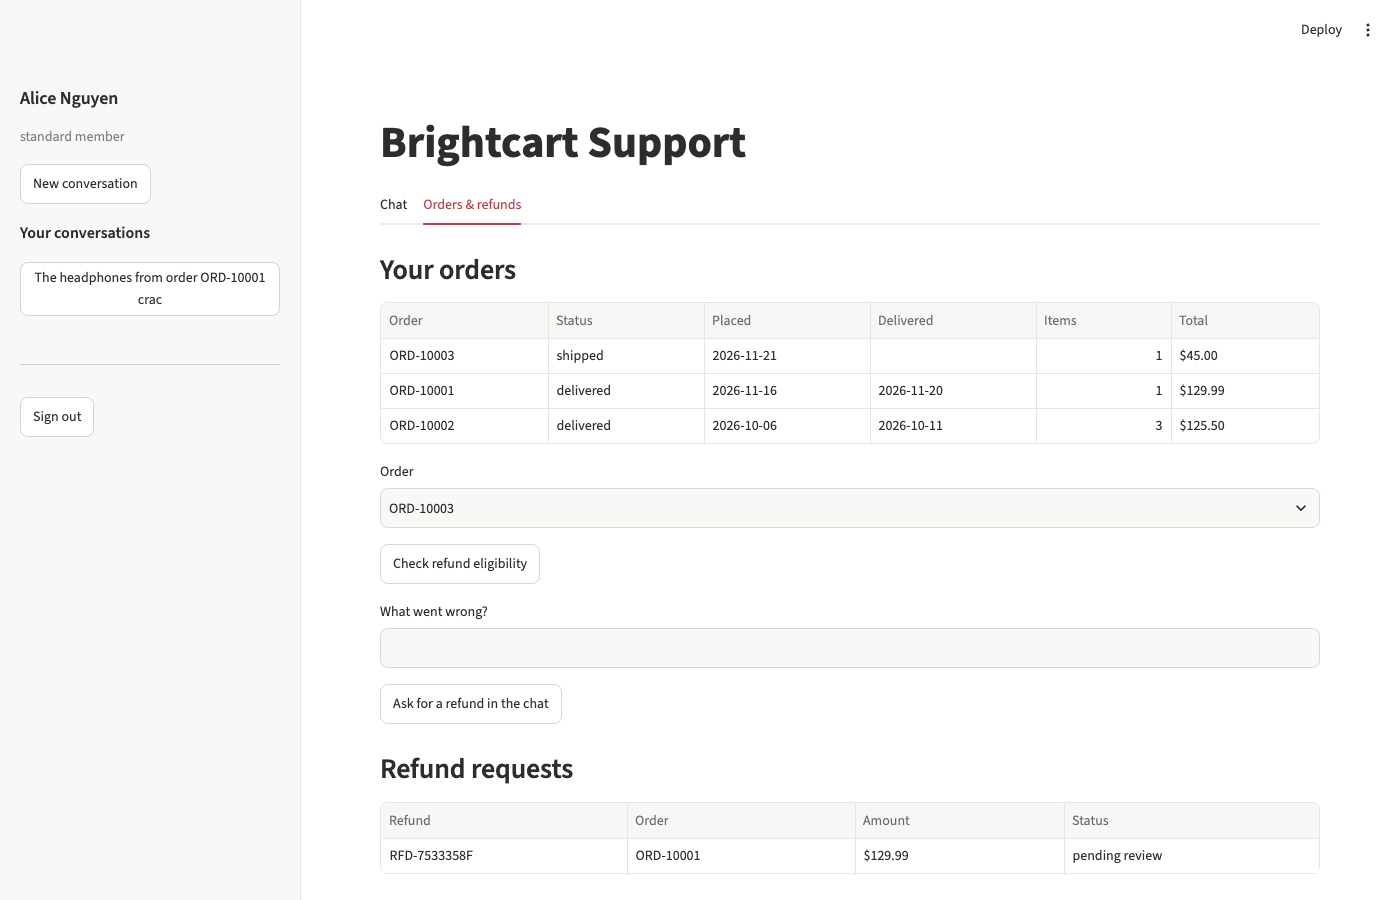 Deploy
Alice Nguyen
standard member
New conversation
Your conversations
The headphones from order ORD-10001
crac
Sign out
Brightcart Support
Chat Orders & refunds
Your orders
Order Status Placed Delivered Items Total
ORD-10003 shipped 2026-11-21 1 $45.00
ORD-10001 delivered 2026-11-16 2026-11-20 1 $129.99
ORD-10002 delivered 2026-10-06 2026-10-11 3 $125.50
Order
ORD-10003
Check refund eligibility
What went wrong?
Ask for a refund in the chat
Refund requests
Refund Order Amount Status
RFD-7533358F ORD-10001 $129.99 pending review